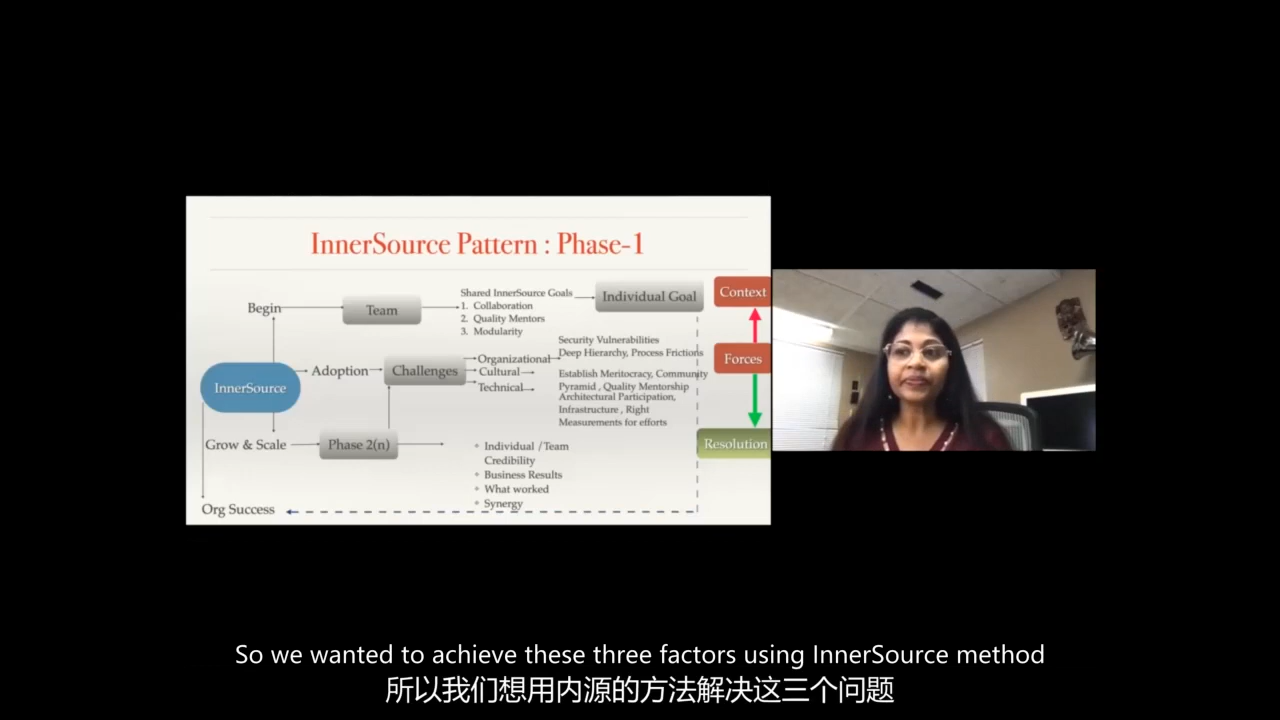 InnerSource Pattern : Phase-1
Begin
Team
Shared InnerSource Goals
1. Collaboration
2. Quality Mentors
3. Modularity
Individual Goal
Context
Forces
Resolution
InnerSource
Adoption
Challenges
Organizational
Cultural
Technical
Security Vulnerabilities
Deep Hierarchy, Process Frictions
Establish Meritocracy, Community
Pyramid , Quality Mentorship
Architectural Participation,
Infrastructure , Right
Measurements for efforts
Grow & Scale
Phase 2(n)
Individual /Team
Credibility
Business Results
What worked
Synergy
Org Success
So we wanted to achieve these three factors using InnerSource method
所以我们想用内源的方法解决这三个问题